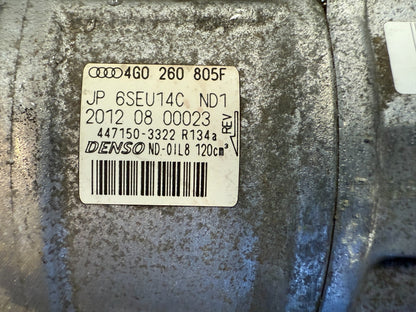 4G0 260 805F
JP 6SEU14C ND1
2012 08 00023
447150-3322 R134a
DENSO ND-OIL8 120cm³
REV